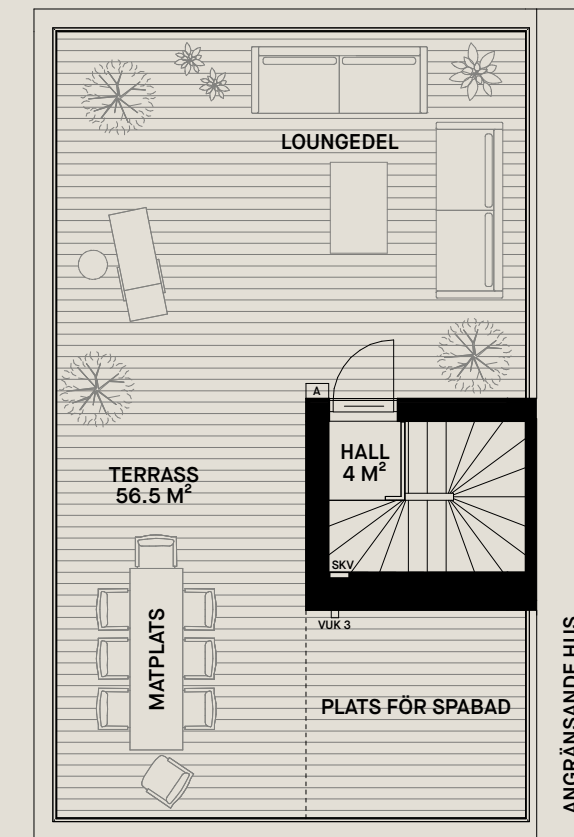 LOUNGEDEL
A
HALL
4 M²
TERRASS
56.5 M²
SKV
MATPLATS
VUK 3
PLATS FÖR SPABAD
ANGRÄNSANDE HUS